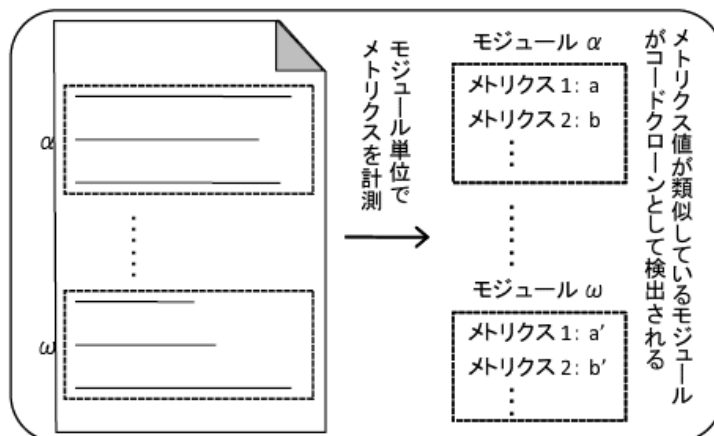 α
ω
モジュール単位で
メトリクスを計測
モジュール α
メトリクス 1: a
メトリクス 2: b
モジュール ω
メトリクス 1: a′
メトリクス 2: b′
メトリクス値が類似しているモジュール
がコードクローンとして検出される